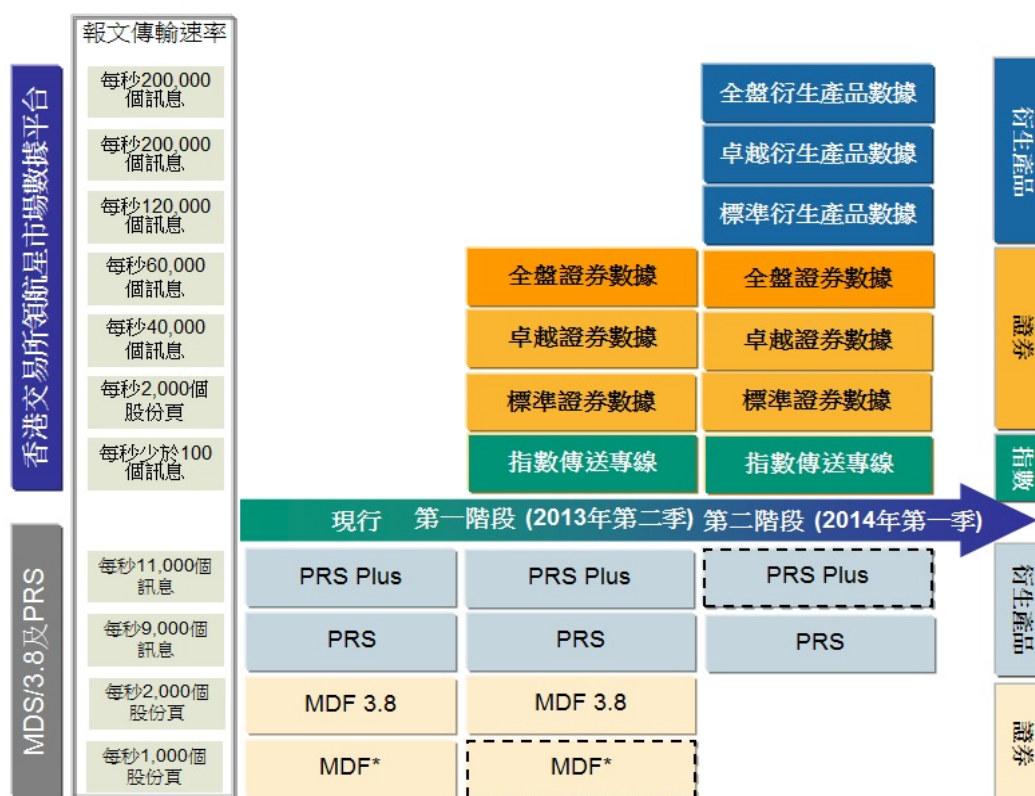 報文傳輸速率
香港交易所領航星市場數據平台
每秒200,000
個訊息
全盤衍生產品數據
衍生產品
每秒200,000
個訊息
卓越衍生產品數據
每秒120,000
個訊息
標準衍生產品數據
每秒60,000
個訊息
全盤證券數據
全盤證券數據
證券
每秒40,000
個訊息
卓越證券數據
卓越證券數據
每秒2,000個
股份頁
標準證券數據
標準證券數據
每秒少於100
個訊息
指數傳送專線
指數傳送專線
指數
現行
第一階段 (2013年第二季)
第二階段 (2014年第一季)
MDS/3.8及PRS
每秒11,000個
訊息
PRS Plus
PRS Plus
PRS Plus
衍生產品
每秒9,000個
訊息
PRS
PRS
PRS
每秒2,000個
股份頁
MDF 3.8
MDF 3.8
證券
每秒1,000個
股份頁
MDF*
MDF*